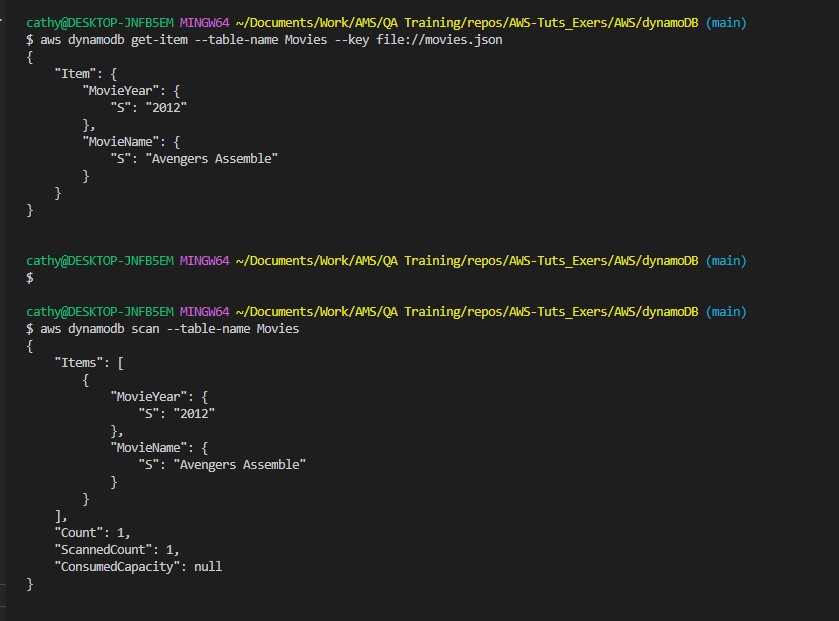 cathy@DESKTOP-JNFB5EM MINGW64 ~/Documents/Work/AMS/QA Training/repos/AWS-Tuts_Exers/AWS/dynamoDB (main)
$ aws dynamodb get-item --table-name Movies --key file://movies.json
{
    "Item": {
        "MovieYear": {
            "S": "2012"
        },
        "MovieName": {
            "S": "Avengers Assemble"
        }
    }
}
cathy@DESKTOP-JNFB5EM MINGW64 ~/Documents/Work/AMS/QA Training/repos/AWS-Tuts_Exers/AWS/dynamoDB (main)
$
cathy@DESKTOP-JNFB5EM MINGW64 ~/Documents/Work/AMS/QA Training/repos/AWS-Tuts_Exers/AWS/dynamoDB (main)
$ aws dynamodb scan --table-name Movies
{
    "Items": [
        {
            "MovieYear": {
                "S": "2012"
            },
            "MovieName": {
                "S": "Avengers Assemble"
            }
        }
    ],
    "Count": 1,
    "ScannedCount": 1,
    "ConsumedCapacity": null
}